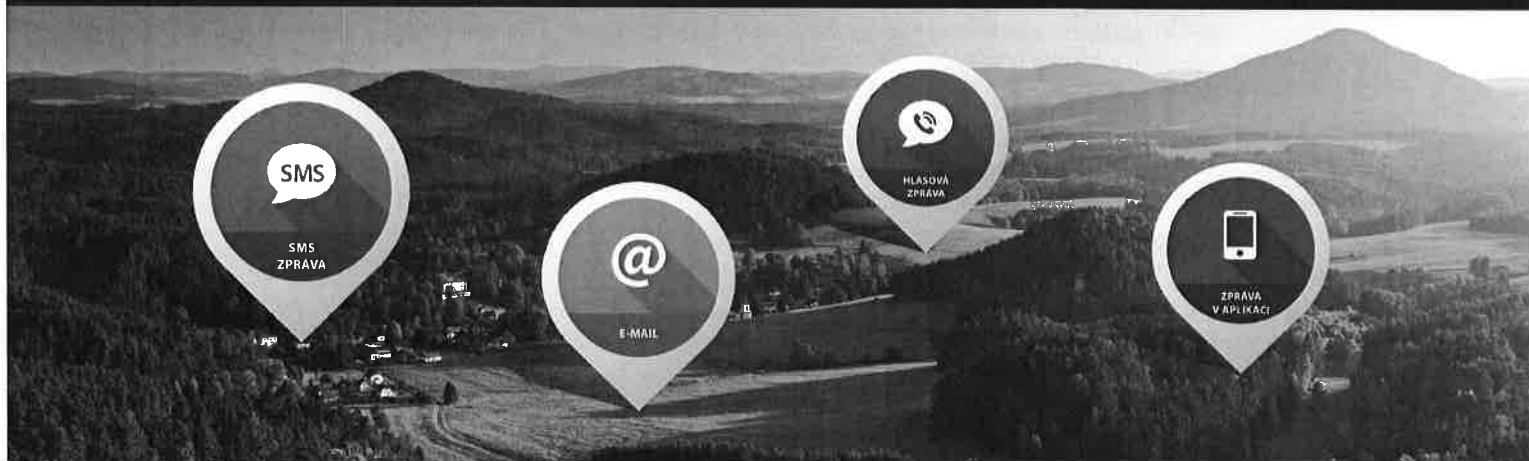 SMS
SMS
ZPRÁVA
@
E-MAIL
HLASOVÁ
ZPRÁVA
ZPRÁVA
V APLIKACI